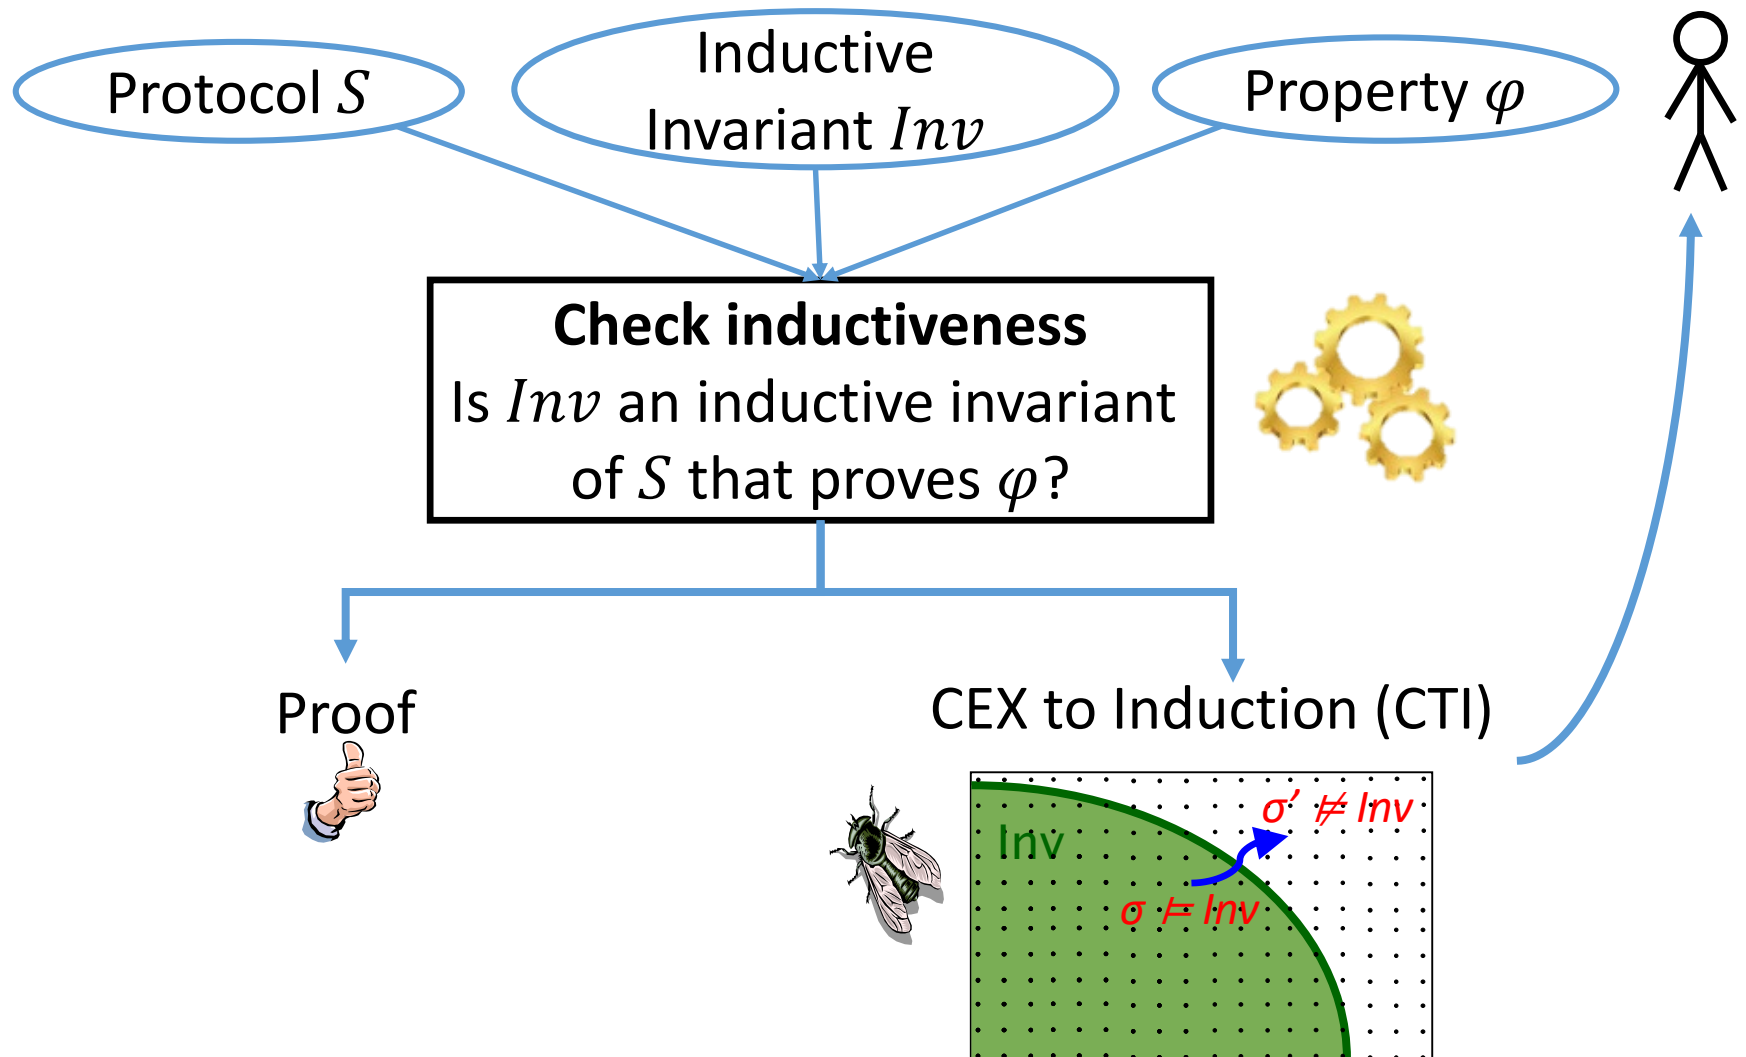 Protocol 𝑆
Inductive
Invariant 𝐼𝑛𝑣
Property 𝜑
Check inductiveness
Is 𝐼𝑛𝑣 an inductive invariant
of 𝑆 that proves 𝜑?
Proof
CEX to Induction (CTI)
σ’ ⊭ Inv
Inv
σ ⊨ Inv